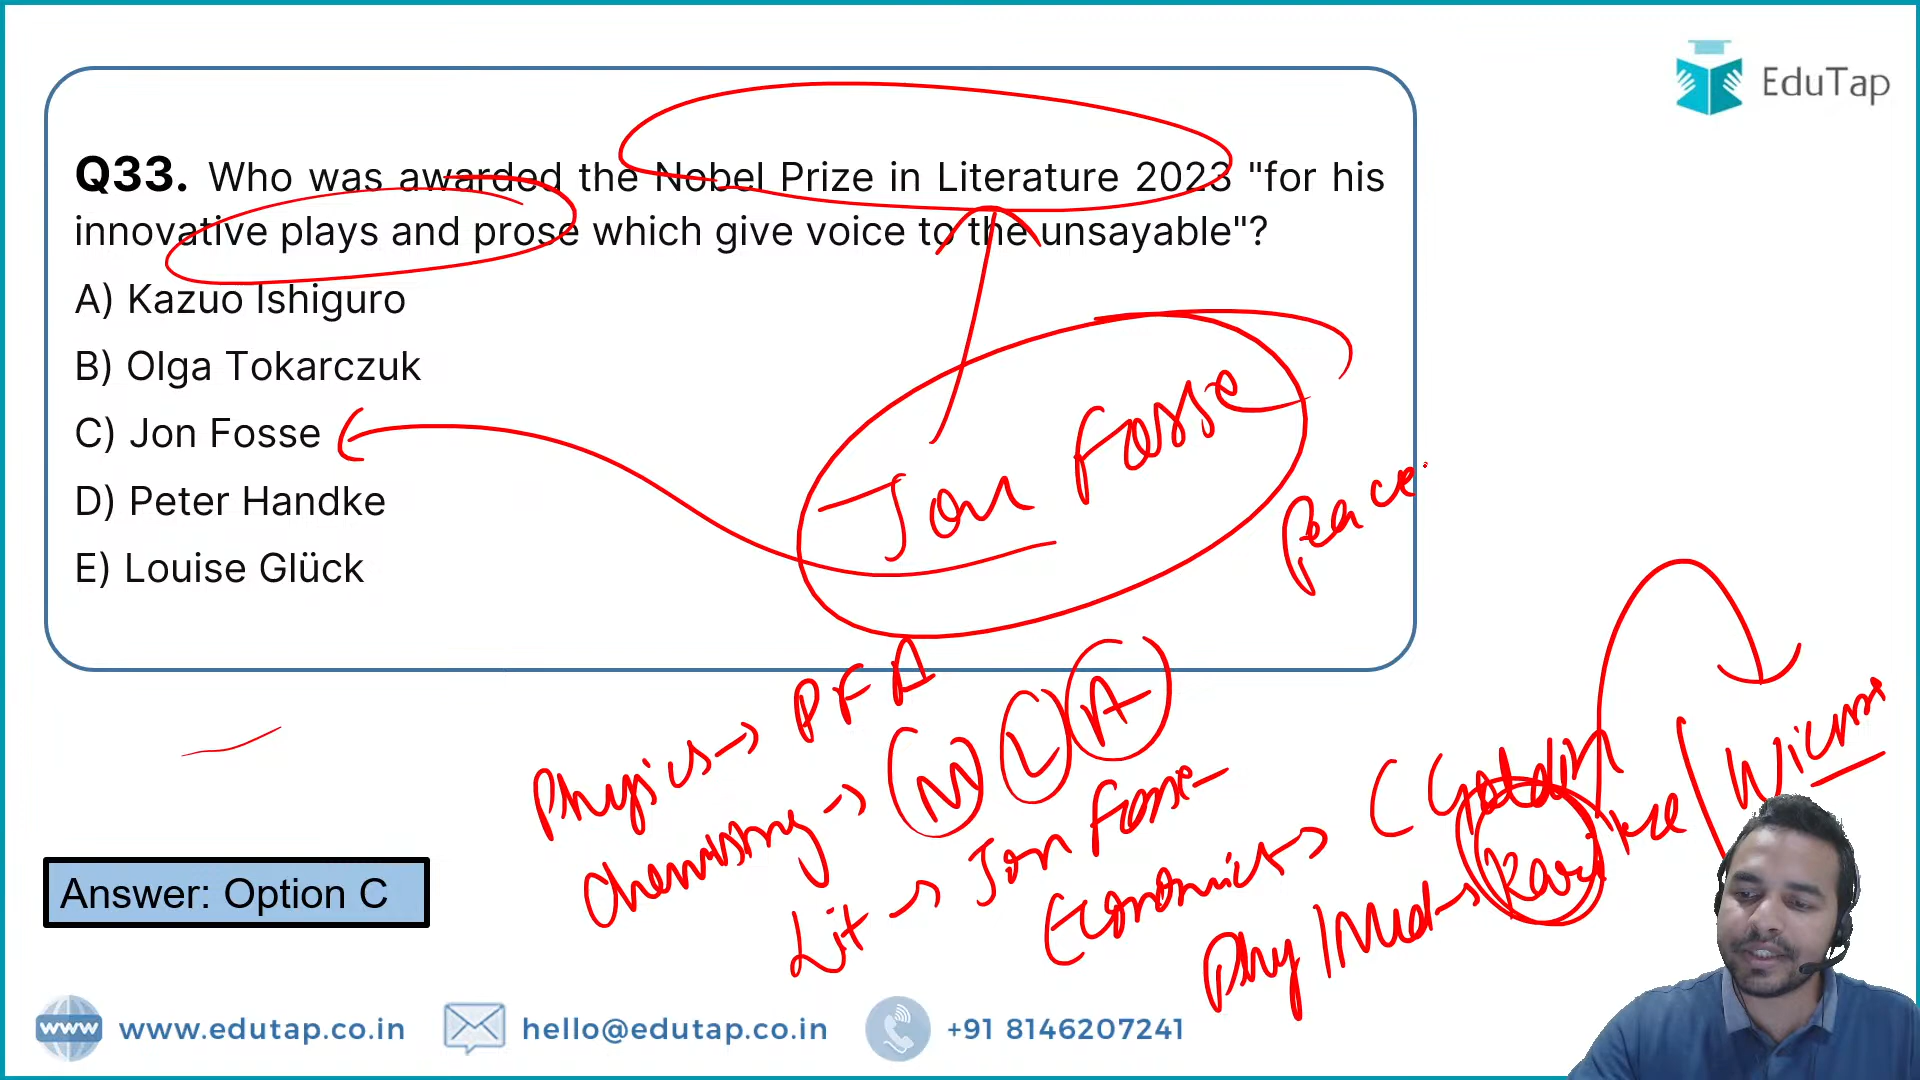 EduTap
Q33. Who was awarded the Nobel Prize in Literature 2023 "for his
innovative plays and prose which give voice to the unsayable"?
A) Kazuo Ishiguro
B) Olga Tokarczuk
C) Jon Fosse
D) Peter Handke
E) Louise Glück
Jon Fosse
Peace
Physics → PFA
Chemistry → M L A
Lit → Jon Fosse
Economics → C Goldin
Phy/Med →
Answer: Option C
www
www.edutap.co.in
hello@edutap.co.in
+91 8146207241